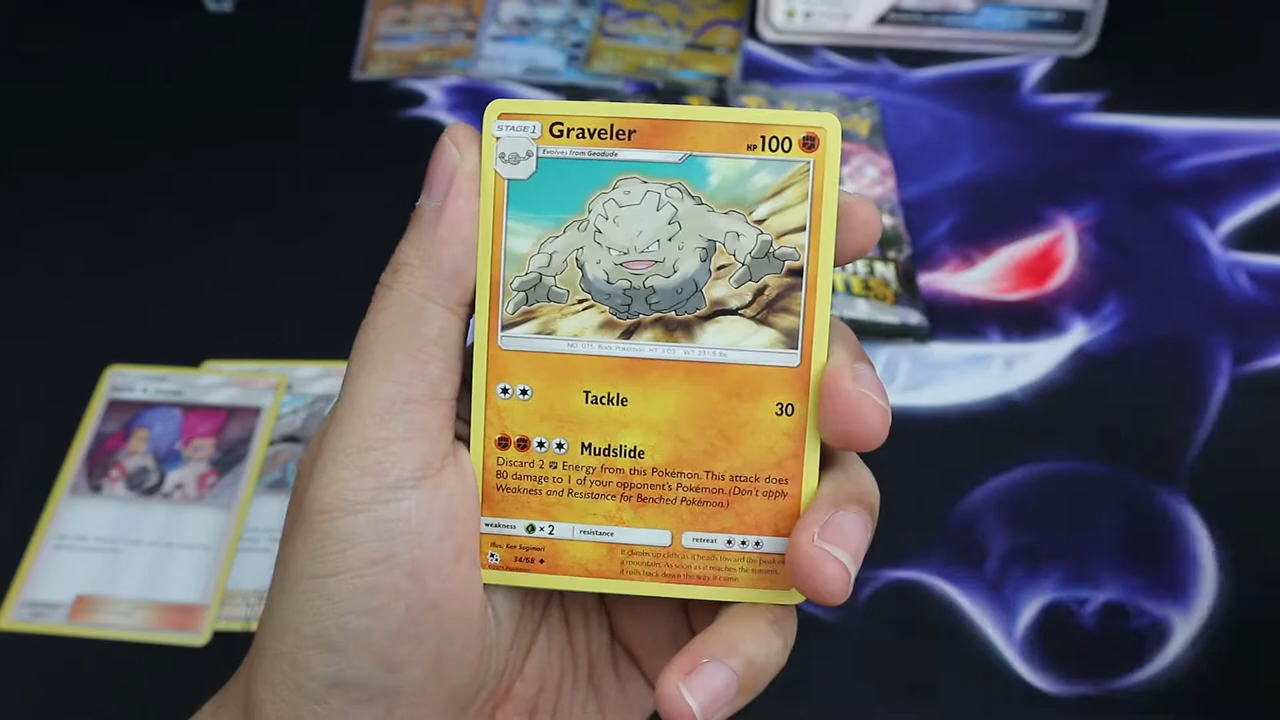 STAGE 1
Graveler
HP 100
Evolves from Geodude
NO. 075 Rock Pokémon HT 3'03" WT 231.5 lbs.
Tackle
30
Mudslide
Discard 2 Energy from this Pokémon. This attack does
80 damage to 1 of your opponent's Pokémon. (Don't apply
Weakness and Resistance for Benched Pokémon.)
weakness ×2 resistance retreat
Illus. Ken Sugimori
34/68
It climbs up cliffs as it heads toward the peak of
a mountain. As soon as it reaches the summit,
it rolls back down the way it came.